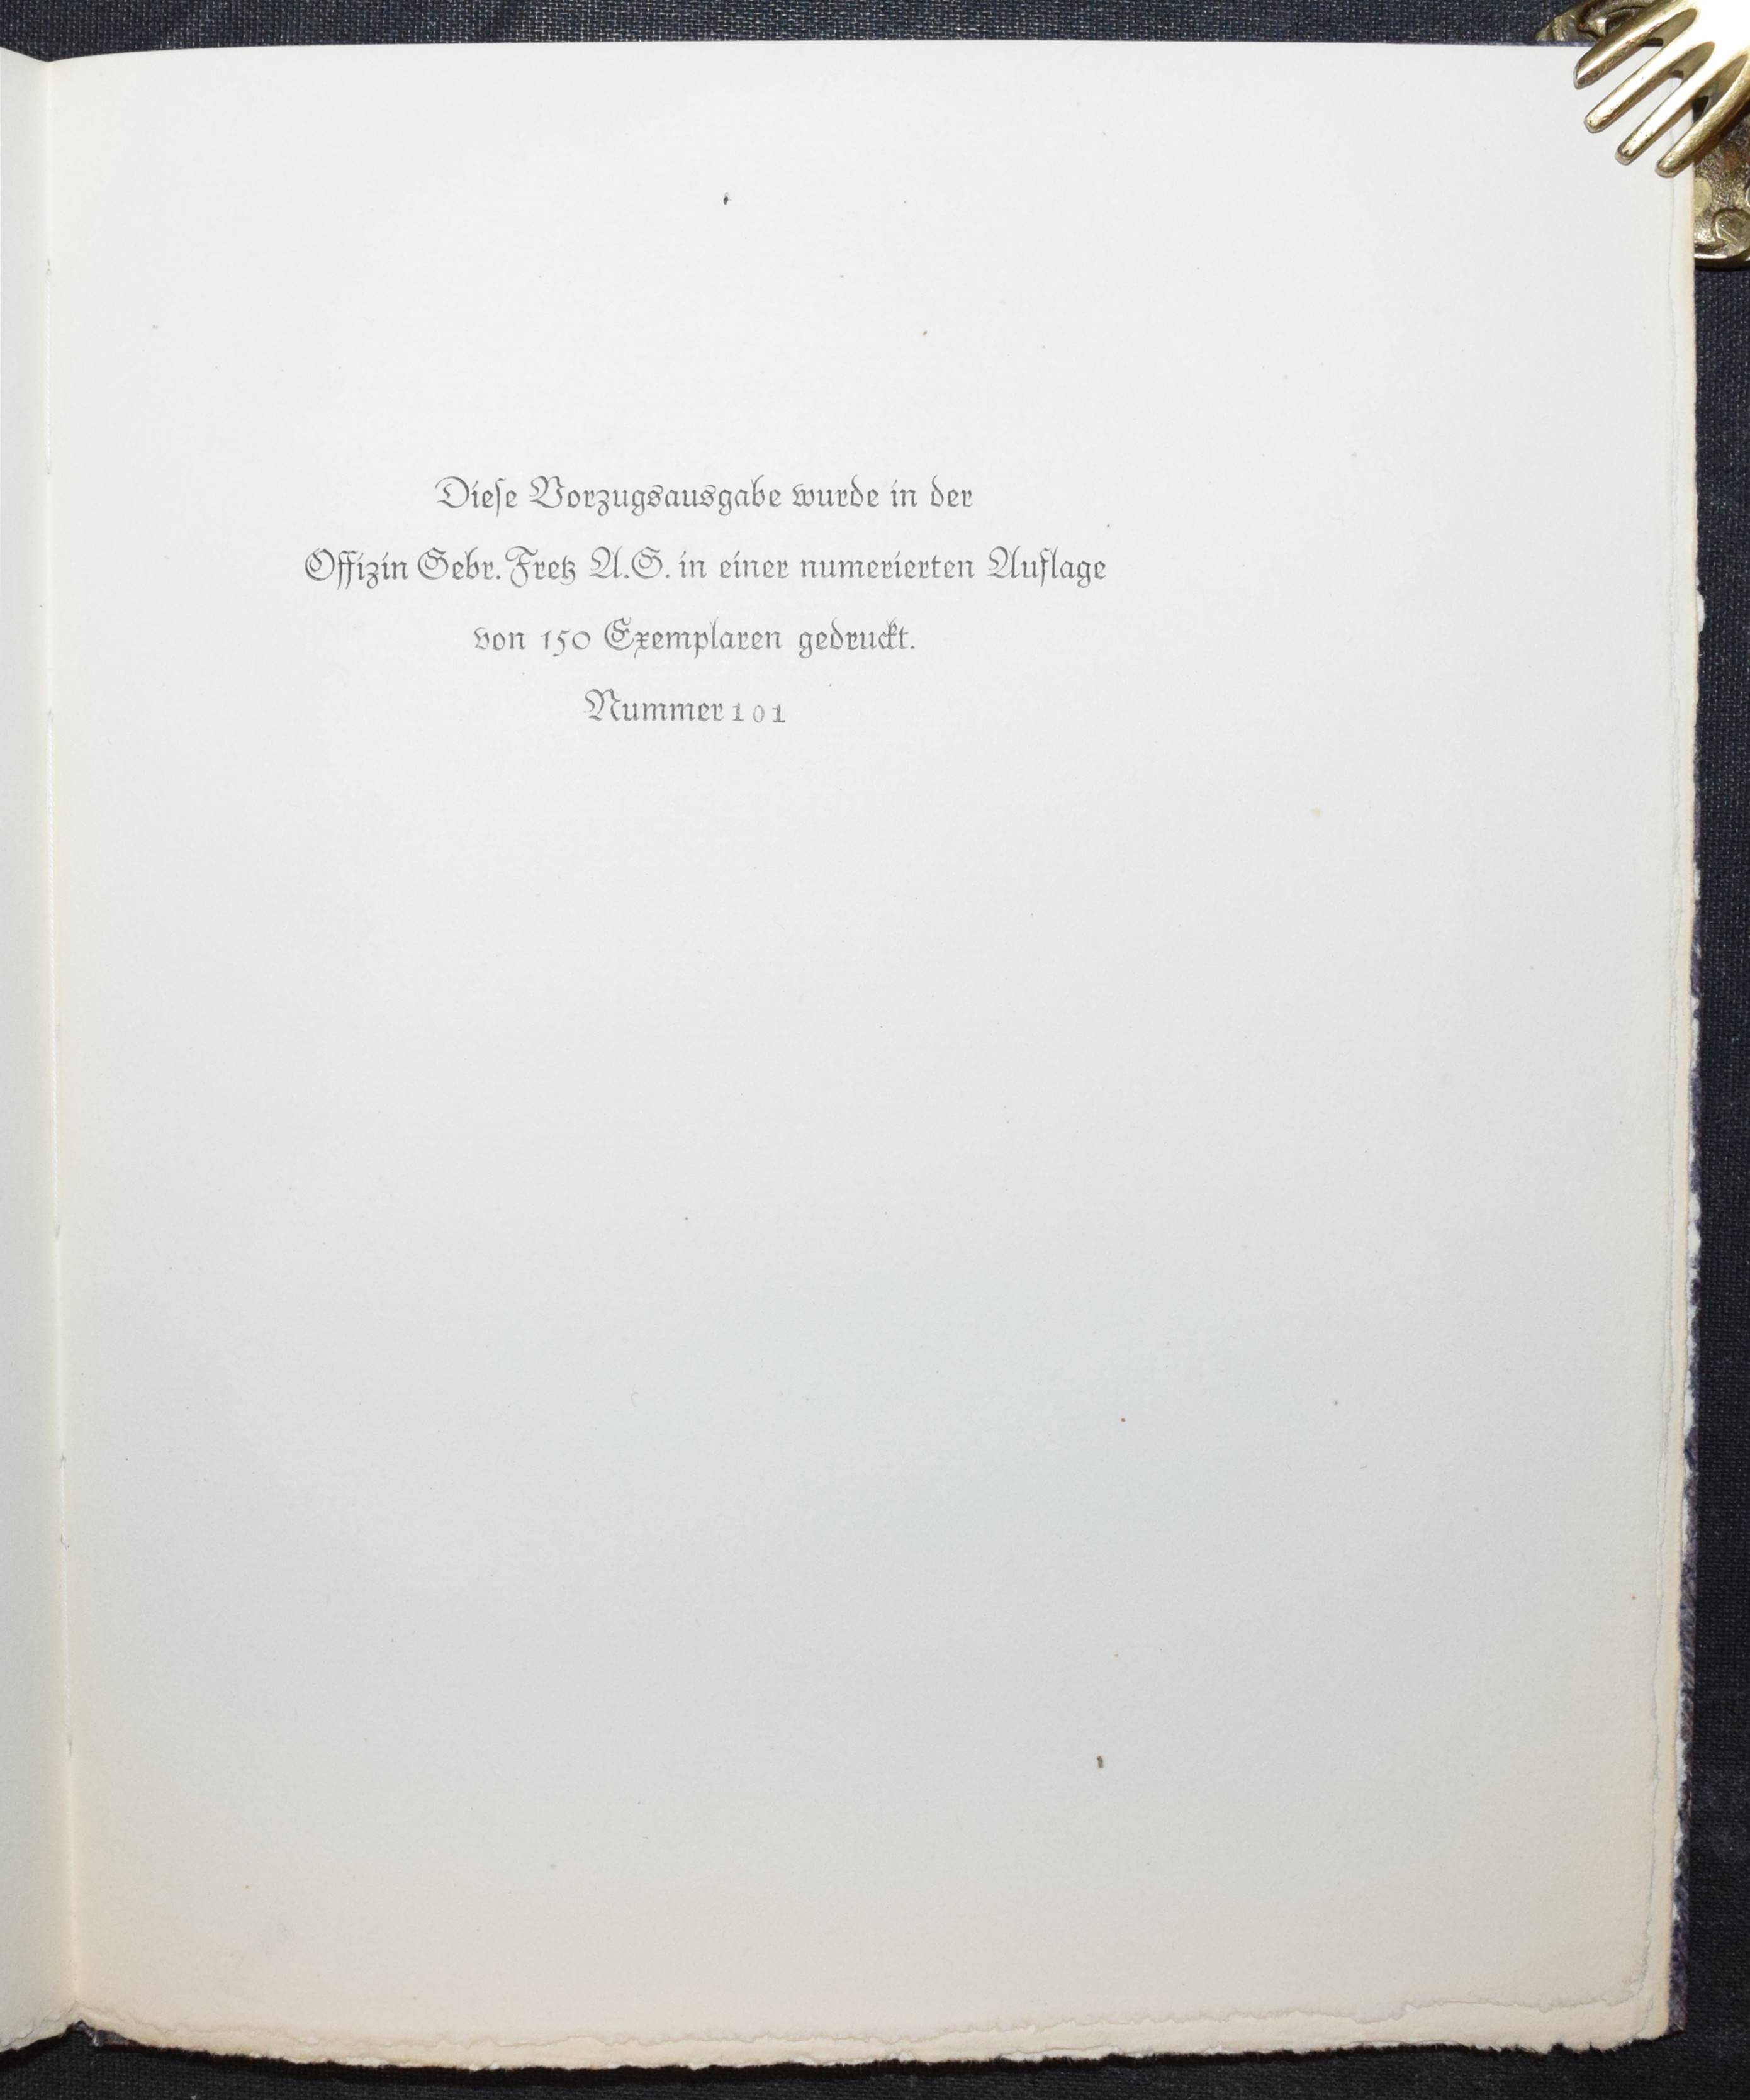 Diese Vorzugsausgabe wurde in der
Offizin Gebr. Fretz A.G. in einer numerierten Auflage
von 150 Exemplaren gedruckt.
Nummer 101